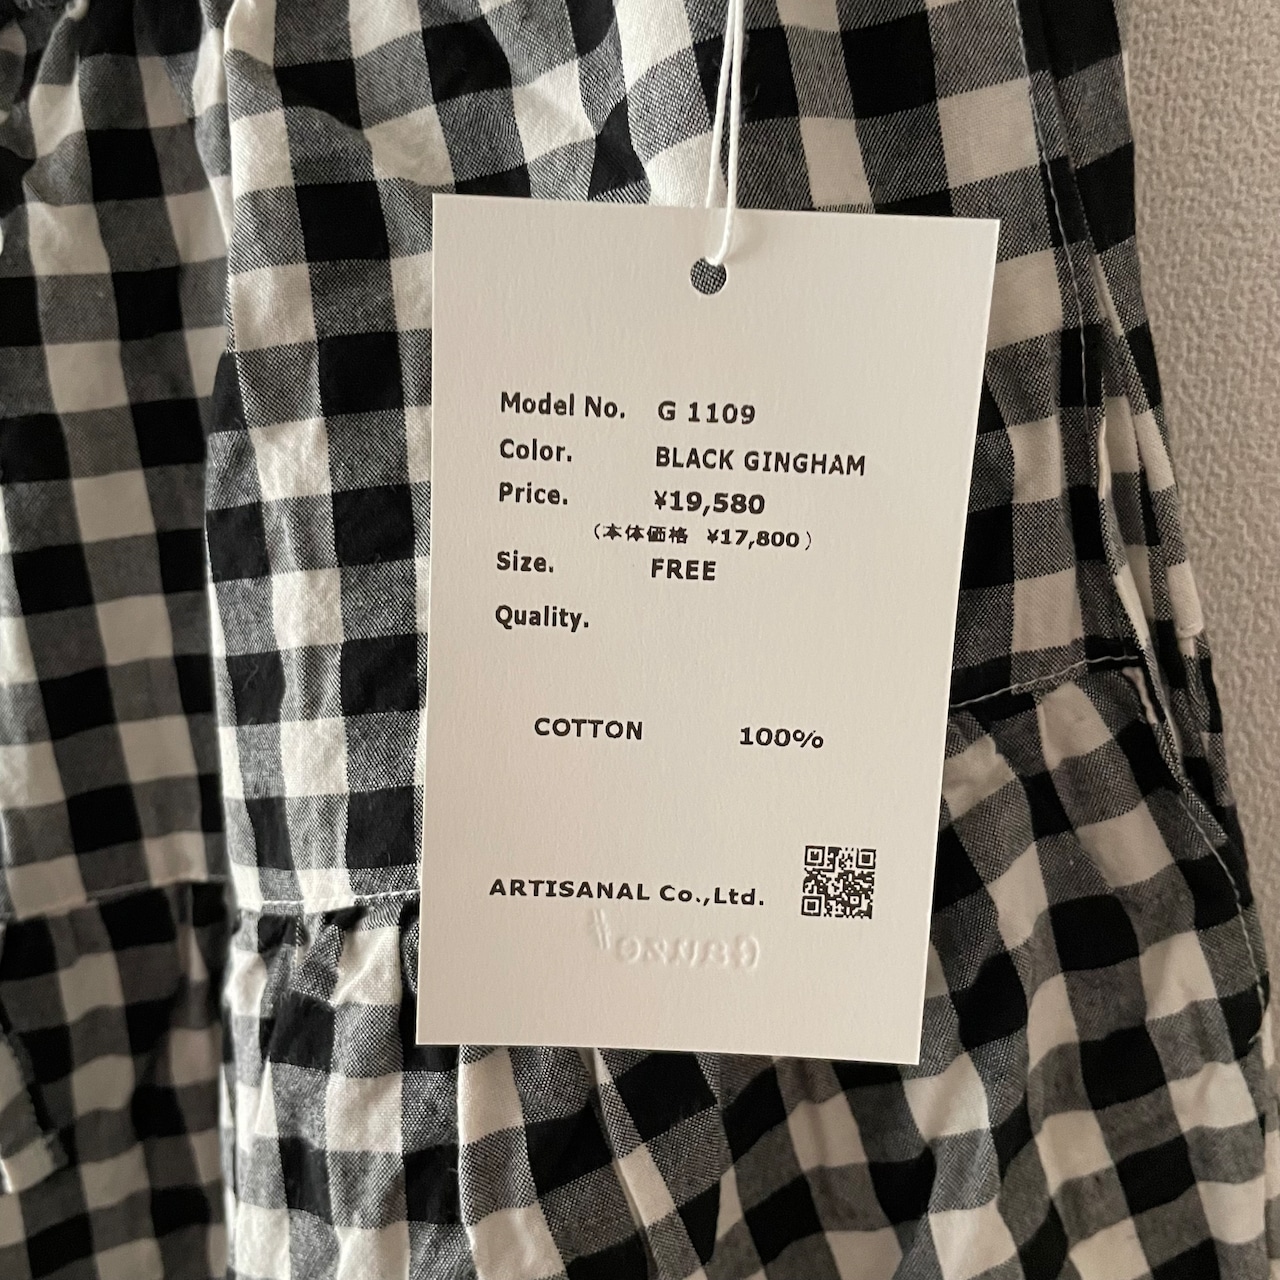 Model No. G 1109
Color. BLACK GINGHAM
Price. ¥19,580
（本体価格 ¥17,800）
Size. FREE
Quality.
COTTON 100%
ARTISANAL Co.,Ltd.
Gauze#